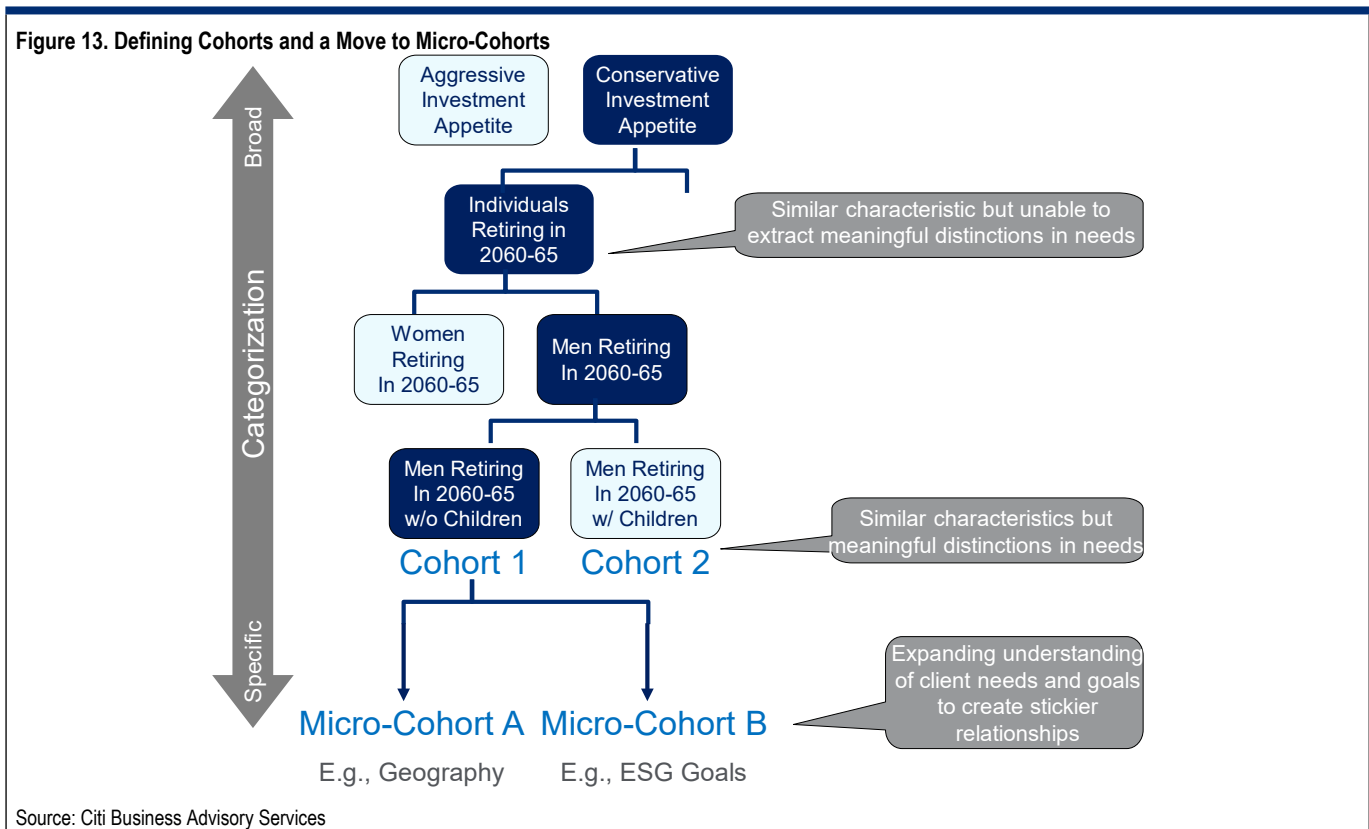 Figure 13. Defining Cohorts and a Move to Micro-Cohorts
Broad
Categorization
Specific
Aggressive
Investment
Appetite
Conservative
Investment
Appetite
Individuals
Retiring in
2060-65
Similar characteristic but unable to
extract meaningful distinctions in needs
Women
Retiring
In 2060-65
Men Retiring
In 2060-65
Men Retiring
In 2060-65
w/o Children
Men Retiring
In 2060-65
w/ Children
Cohort 1
Cohort 2
Similar characteristics but
meaningful distinctions in needs
Micro-Cohort A
E.g., Geography
Micro-Cohort B
E.g., ESG Goals
Expanding understanding
of client needs and goals
to create stickier
relationships
Source: Citi Business Advisory Services